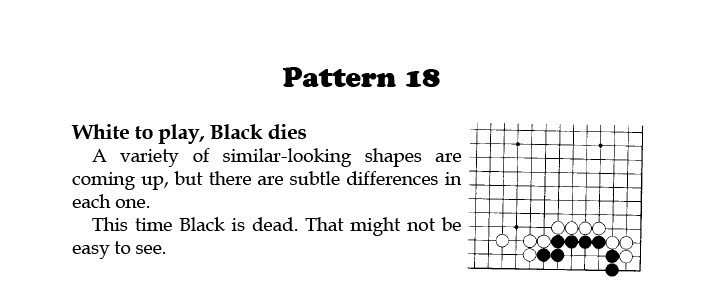 Pattern 18
White to play, Black dies
A variety of similar-looking shapes are
coming up, but there are subtle differences in
each one.
This time Black is dead. That might not be
easy to see.